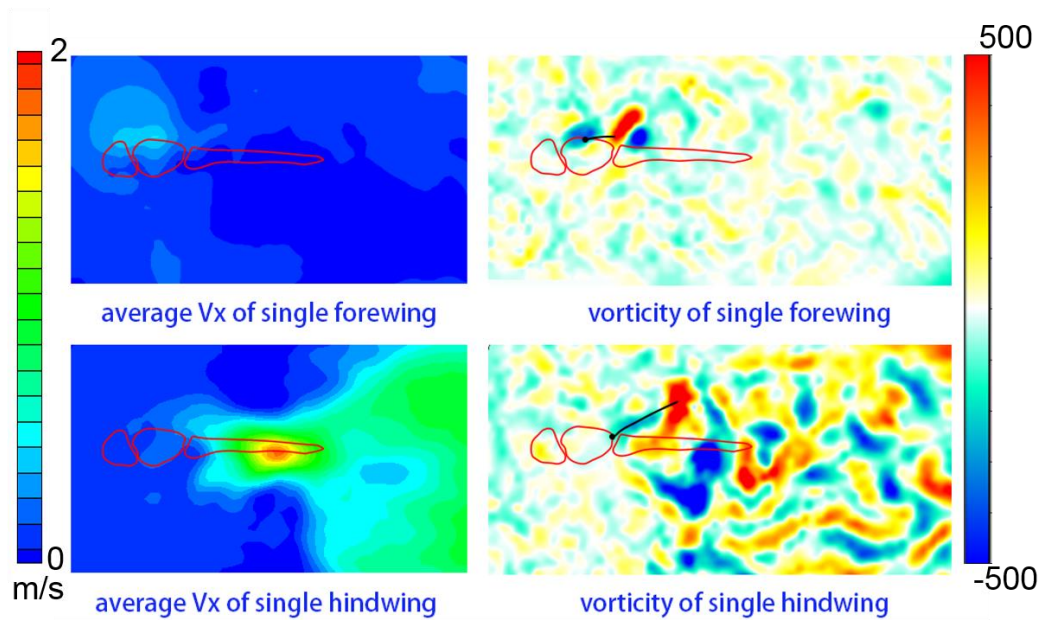 2
500
average Vx of single forewing
vorticity of single forewing
0
m/s
-500
average Vx of single hindwing
vorticity of single hindwing